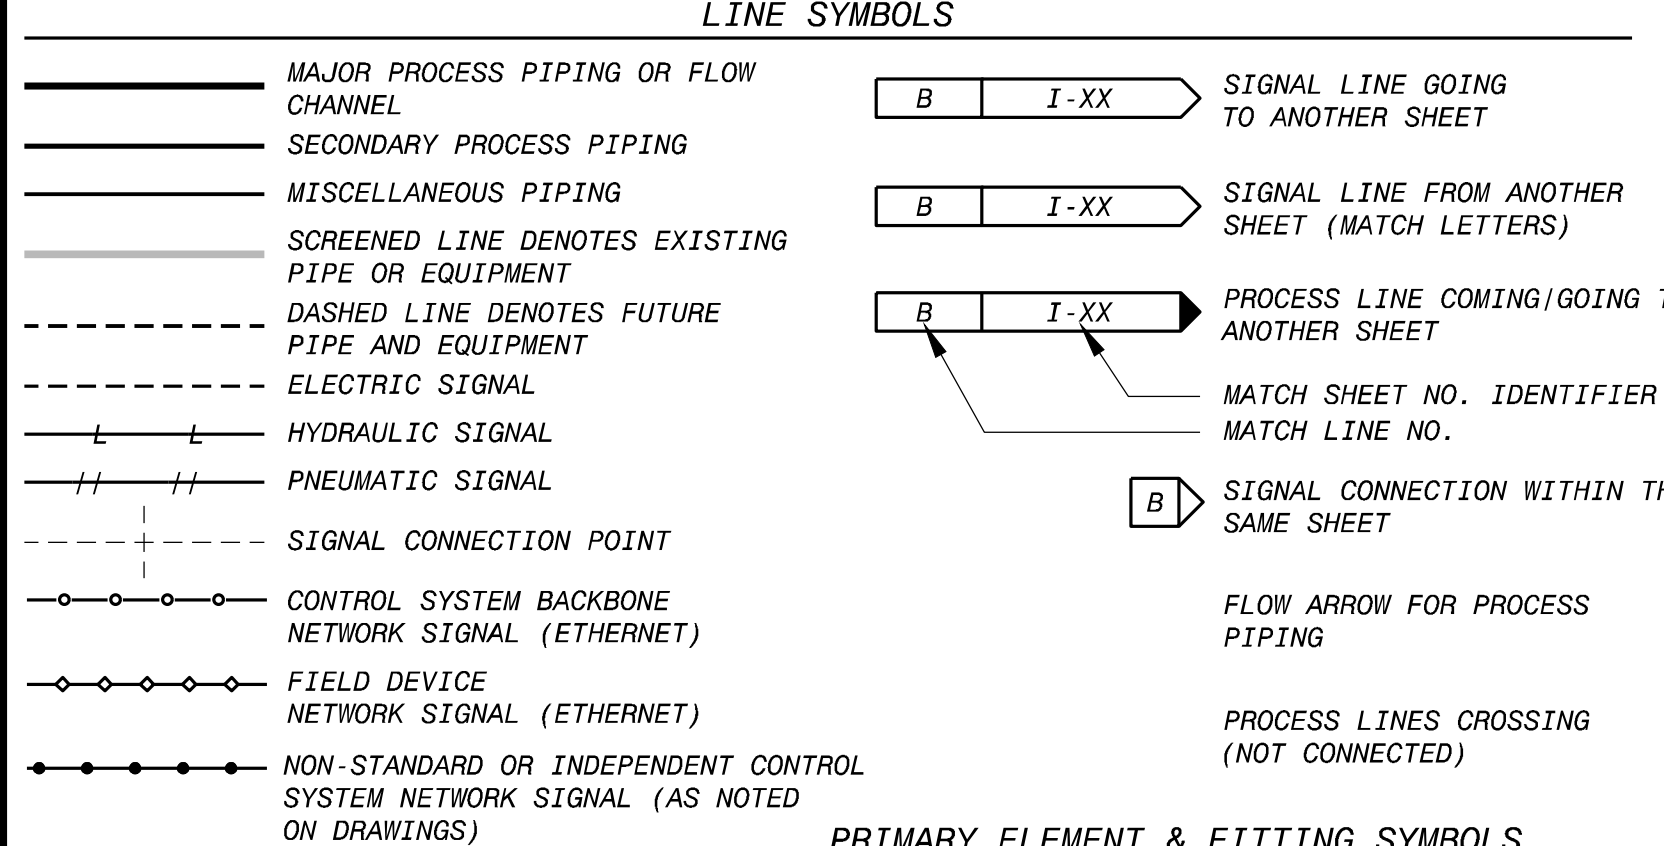 LINE SYMBOLS
MAJOR PROCESS PIPING OR FLOW
CHANNEL
SECONDARY PROCESS PIPING
MISCELLANEOUS PIPING
SCREENED LINE DENOTES EXISTING
PIPE OR EQUIPMENT
DASHED LINE DENOTES FUTURE
PIPE AND EQUIPMENT
ELECTRIC SIGNAL
L L
HYDRAULIC SIGNAL
PNEUMATIC SIGNAL
SIGNAL CONNECTION POINT
CONTROL SYSTEM BACKBONE
NETWORK SIGNAL (ETHERNET)
FIELD DEVICE
NETWORK SIGNAL (ETHERNET)
NON-STANDARD OR INDEPENDENT CONTROL
SYSTEM NETWORK SIGNAL (AS NOTED
ON DRAWINGS)
B I-XX
SIGNAL LINE GOING
TO ANOTHER SHEET
B I-XX
SIGNAL LINE FROM ANOTHER
SHEET (MATCH LETTERS)
B I-XX
PROCESS LINE COMING/GOING
ANOTHER SHEET
MATCH SHEET NO. IDENTIFIER
MATCH LINE NO.
B
SIGNAL CONNECTION WITHIN
SAME SHEET
FLOW ARROW FOR PROCESS
PIPING
PROCESS LINES CROSSING
(NOT CONNECTED)
PRIMARY ELEMENT & FITTING SYMBOLS